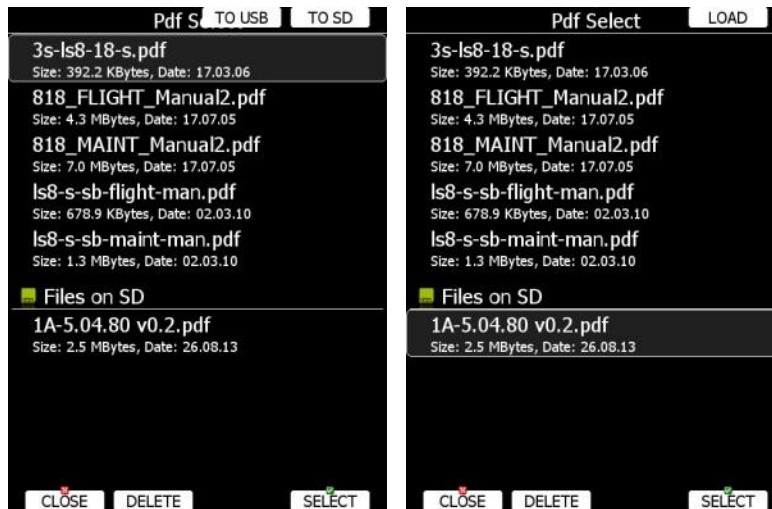 Pdf S
TO USB
TO SD
3s-ls8-18-s.pdf
Size: 392.2 KBytes, Date: 17.03.06
818_FLIGHT_Manual2.pdf
Size: 4.3 MBytes, Date: 17.07.05
818_MAINT_Manual2.pdf
Size: 7.0 MBytes, Date: 17.07.05
ls8-s-sb-flight-man.pdf
Size: 678.9 KBytes, Date: 02.03.10
ls8-s-sb-maint-man.pdf
Size: 1.3 MBytes, Date: 02.03.10
Files on SD
1A-5.04.80 v0.2.pdf
Size: 2.5 MBytes, Date: 26.08.13
CLOSE
DELETE
SELECT
Pdf Select
LOAD
3s-ls8-18-s.pdf
Size: 392.2 KBytes, Date: 17.03.06
818_FLIGHT_Manual2.pdf
Size: 4.3 MBytes, Date: 17.07.05
818_MAINT_Manual2.pdf
Size: 7.0 MBytes, Date: 17.07.05
ls8-s-sb-flight-man.pdf
Size: 678.9 KBytes, Date: 02.03.10
ls8-s-sb-maint-man.pdf
Size: 1.3 MBytes, Date: 02.03.10
Files on SD
1A-5.04.80 v0.2.pdf
Size: 2.5 MBytes, Date: 26.08.13
CLOSE
DELETE
SELECT